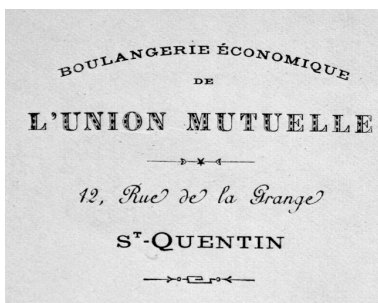 BOULANGERIE ÉCONOMIQUE
DE
L'UNION MUTUELLE
12, Rue de la Grange
ST-QUENTIN